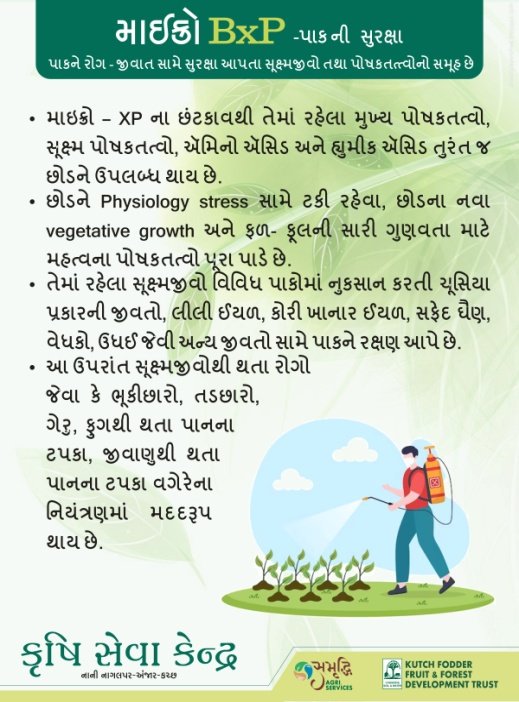 માઈક્રો BxP -પાકની સુરક્ષા
પાકને રોગ - જીવાત સામે સુરક્ષા આપતા સૂક્ષ્મજીવો તથા પોષકતત્ત્વોનો સમૂહ છે
• માઇક્રો – XP ના છંટકાવથી તેમાં રહેલા મુખ્ય પોષકતત્વો,
સૂક્ષ્મ પોષકતત્વો, ઍમિનો ઍસિડ અને હ્યુમીક ઍસિડ તુરંત જ
છોડને ઉપલબ્ધ થાય છે.
• છોડને Physiology stress સામે ટકી રહેવા, છોડના નવા
vegetative growth અને ફળ- ફૂલની સારી ગુણવતા માટે
મહત્વના પોષકતત્વો પૂરા પાડે છે.
• તેમાં રહેલા સૂક્ષ્મજીવો વિવિધ પાકોમાં નુકસાન કરતી ચૂસિયા
પ્રકારની જીવતો, લીલી ઈયળ, કોરી ખાનાર ઈયળ, સફેદ ઘૈણ,
વેધકો, ઉધઈ જેવી અન્ય જીવતો સામે પાકને રક્ષણ આપે છે.
• આ ઉપરાંત સૂક્ષ્મજીવોથી થતા રોગો
જેવા કે ભૂકીછારો, તડછારો,
ગેરુ, ફુગથી થતા પાનના
ટપકા, જીવાણુથી થતા
પાનના ટપકા વગેરેના
નિયંત્રણમાં મદદરૂપ
થાય છે.
કૃષિ સેવા કેન્દ્ર
નાની નાગલપર-અંજાર-કચ્છ
સમૃદ્ધિ
AGRI
SERVICES
KUTCH FODDER
FRUIT & FOREST
DEVELOPMENT TRUST